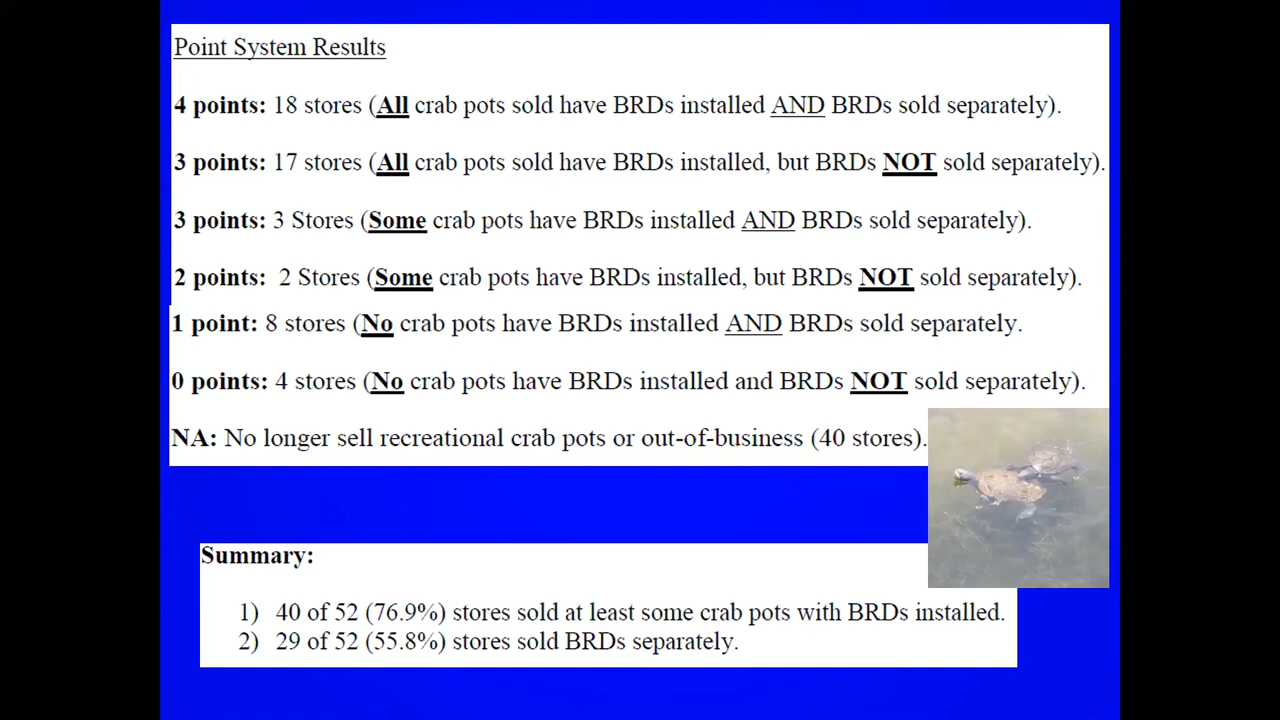 Point System Results
4 points: 18 stores (All crab pots sold have BRDs installed AND BRDs sold separately).
3 points: 17 stores (All crab pots sold have BRDs installed, but BRDs NOT sold separately).
3 points: 3 Stores (Some crab pots have BRDs installed AND BRDs sold separately).
2 points: 2 Stores (Some crab pots have BRDs installed, but BRDs NOT sold separately).
1 point: 8 stores (No crab pots have BRDs installed AND BRDs sold separately.
0 points: 4 stores (No crab pots have BRDs installed and BRDs NOT sold separately).
NA: No longer sell recreational crab pots or out-of-business (40 stores).
Summary:
1) 40 of 52 (76.9%) stores sold at least some crab pots with BRDs installed.
2) 29 of 52 (55.8%) stores sold BRDs separately.